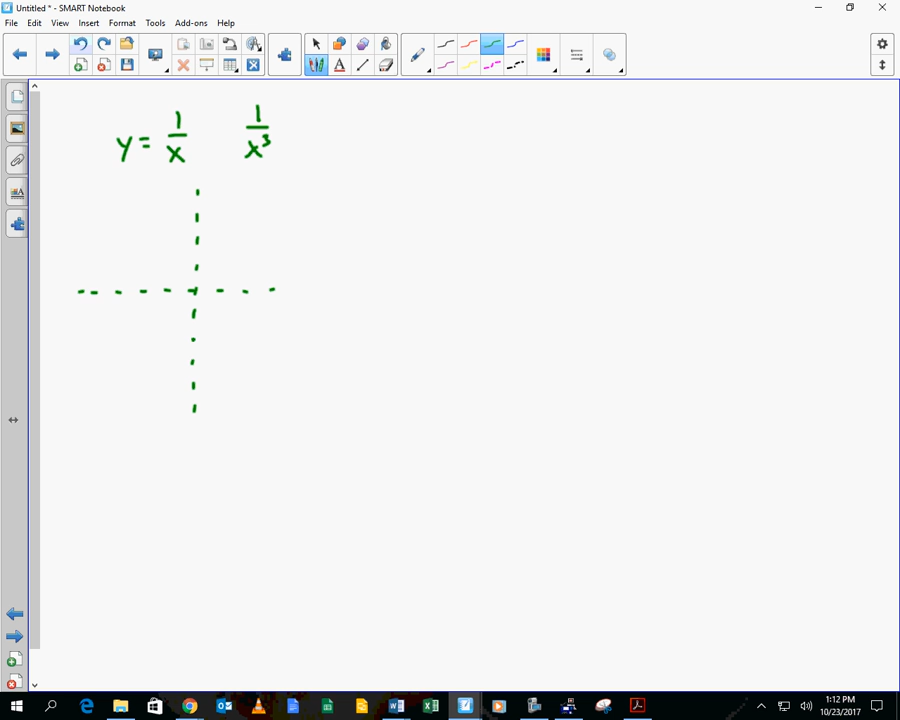 Untitled * - SMART Notebook
File Edit View Insert Format Tools Add-ons Help
y = 1/x 1/x³
1:12 PM
10/23/2017